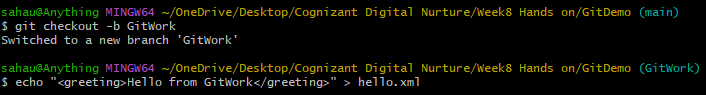 sahau@Anything MINGW64 ~/OneDrive/Desktop/Cognizant Digital Nurture/Week8 Hands on/GitDemo (main)
$ git checkout -b GitWork
Switched to a new branch 'GitWork'
sahau@Anything MINGW64 ~/OneDrive/Desktop/Cognizant Digital Nurture/Week8 Hands on/GitDemo (GitWork)
$ echo "<greeting>Hello from GitWork</greeting>" > hello.xml